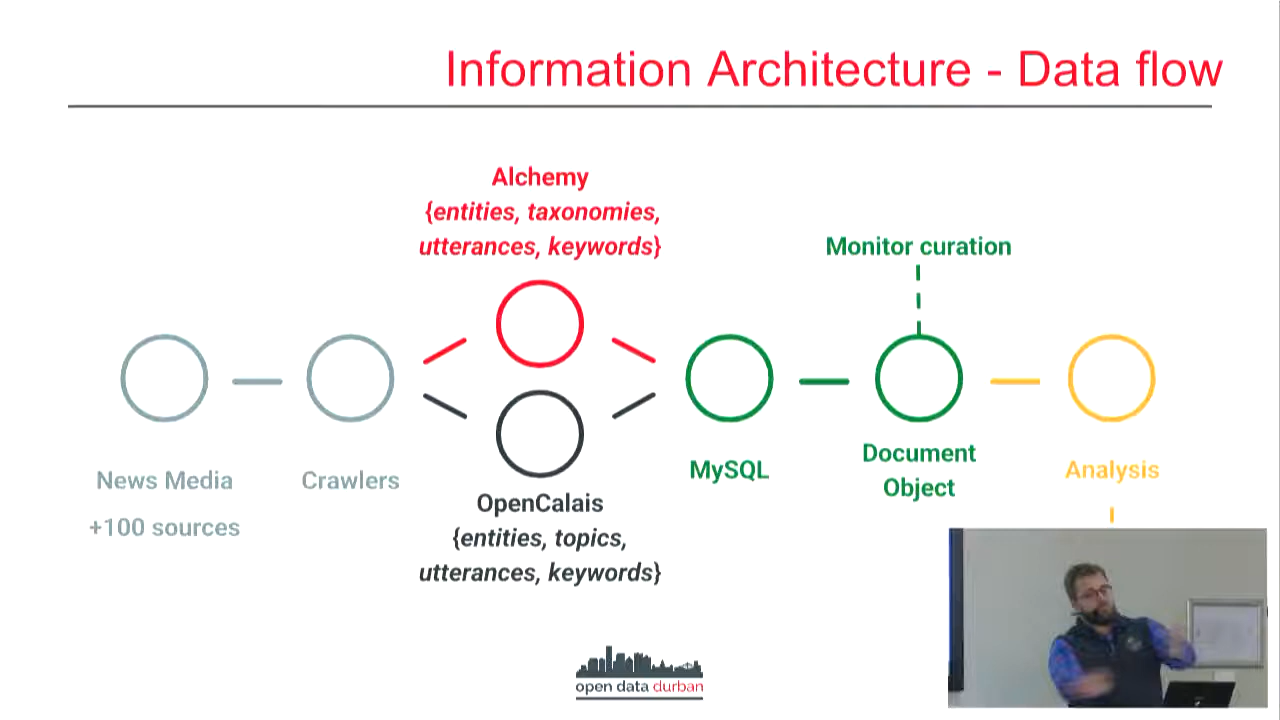 Information Architecture - Data flow
Alchemy
{entities, taxonomies,
utterances, keywords}
Monitor curation
News Media
+100 sources
Crawlers
OpenCalais
{entities, topics,
utterances, keywords}
MySQL
Document
Object
Analysis
open data durban